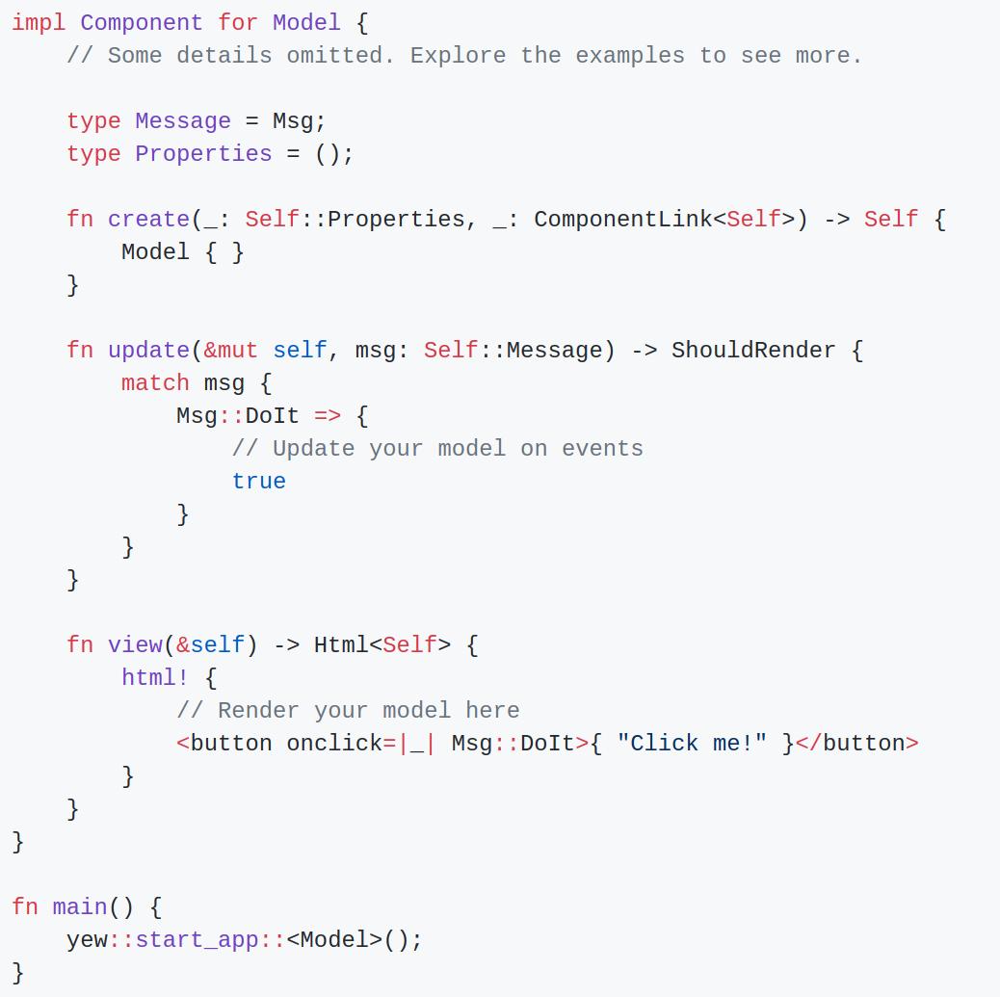 impl Component for Model {
    // Some details omitted. Explore the examples to see more.

    type Message = Msg;
    type Properties = ();

    fn create(_: Self::Properties, _: ComponentLink<Self>) -> Self {
        Model { }
    }

    fn update(&mut self, msg: Self::Message) -> ShouldRender {
        match msg {
            Msg::DoIt => {
                // Update your model on events
                true
            }
        }
    }

    fn view(&self) -> Html<Self> {
        html! {
            // Render your model here
            <button onclick=|_| Msg::DoIt>{ "Click me!" }</button>
        }
    }
}

fn main() {
    yew::start_app::<Model>();
}